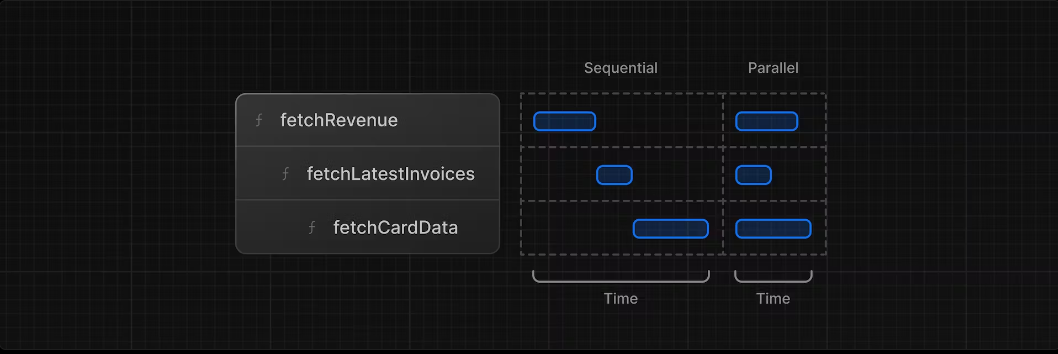 Sequential Parallel
ƒ fetchRevenue
ƒ fetchLatestInvoices
ƒ fetchCardData
Time Time